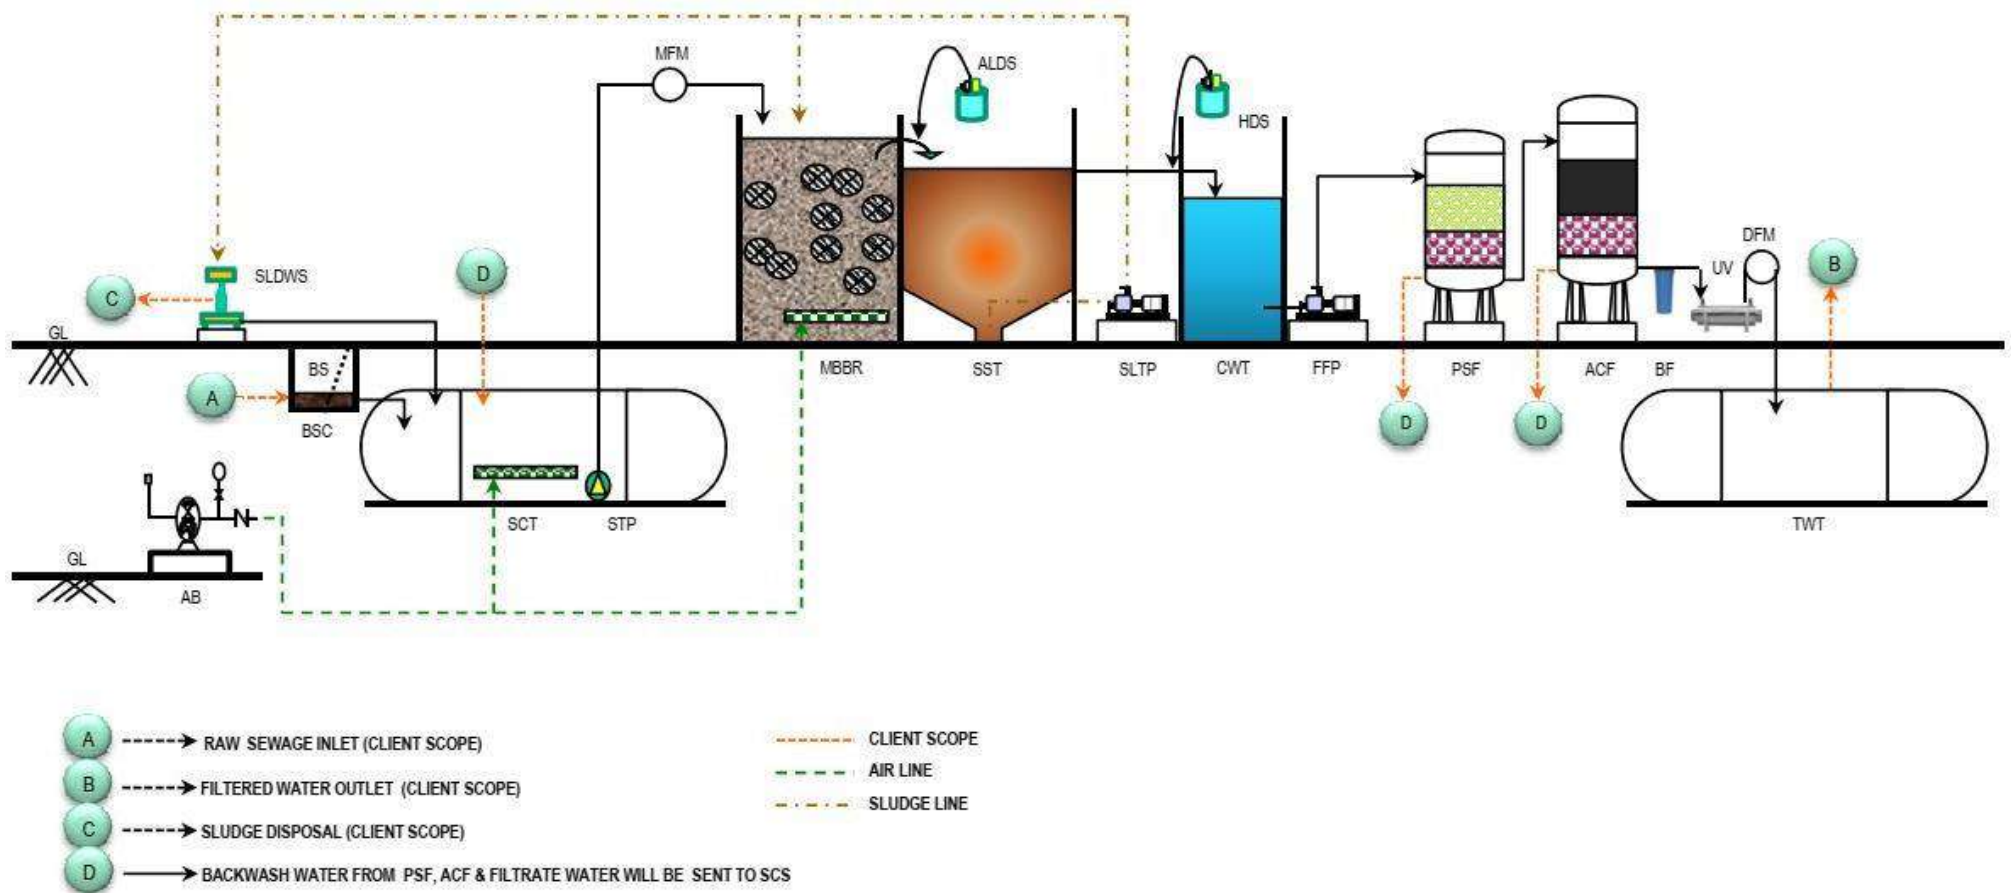 MFM
ALDS
HDS
SLDWS
D
C
DFM
UV
B
GL
BS
A
BSC
MBBR
SST
SLTP
CWT
FFP
PSF
ACF
BF
D
D
SCT
STP
TWT
GL
AB
A RAW SEWAGE INLET (CLIENT SCOPE)
B FILTERED WATER OUTLET (CLIENT SCOPE)
C SLUDGE DISPOSAL (CLIENT SCOPE)
D BACKWASH WATER FROM PSF, ACF & FILTRATE WATER WILL BE SENT TO SCS
CLIENT SCOPE
AIR LINE
SLUDGE LINE